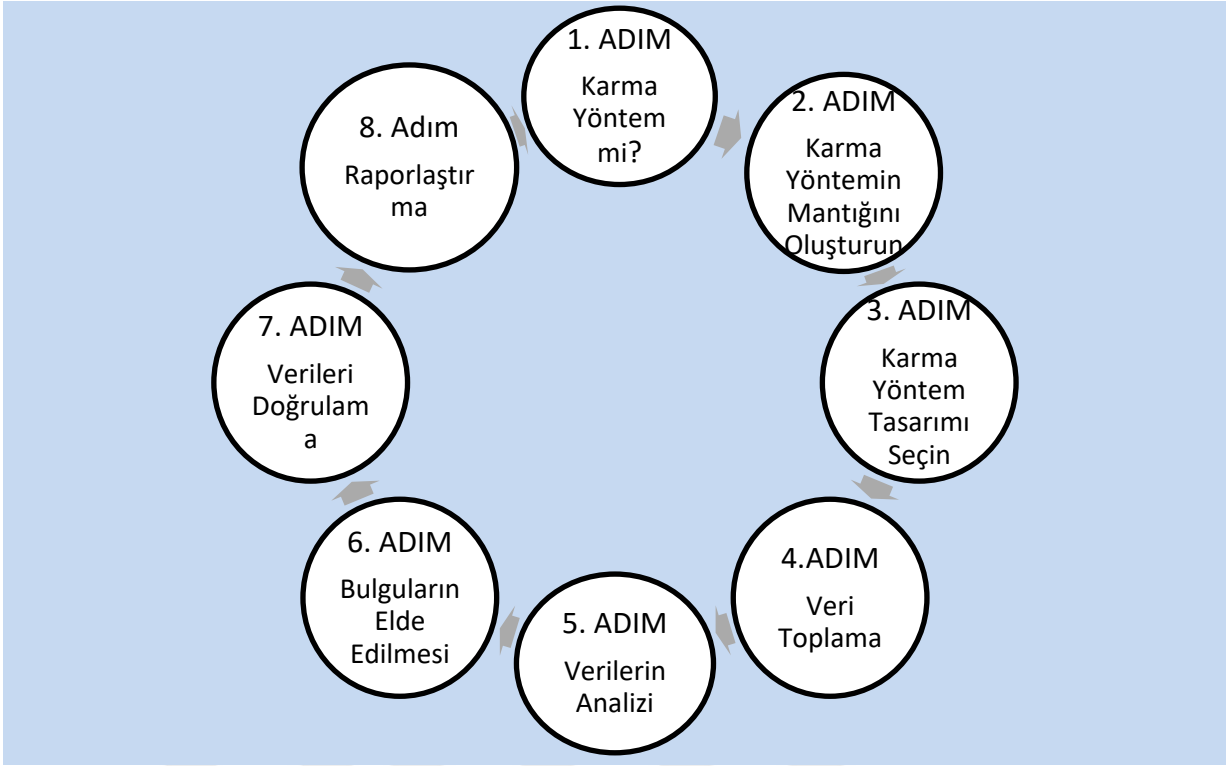 1. ADIM
Karma
Yöntem
mi?
2. ADIM
Karma
Yöntemin
Mantığını
Oluşturun
3. ADIM
Karma
Yöntem
Tasarımı
Seçin
4.ADIM
Veri
Toplama
5. ADIM
Verilerin
Analizi
6. ADIM
Bulguların
Elde
Edilmesi
7. ADIM
Verileri
Doğrulam
a
8. Adım
Raporlaştır
ma